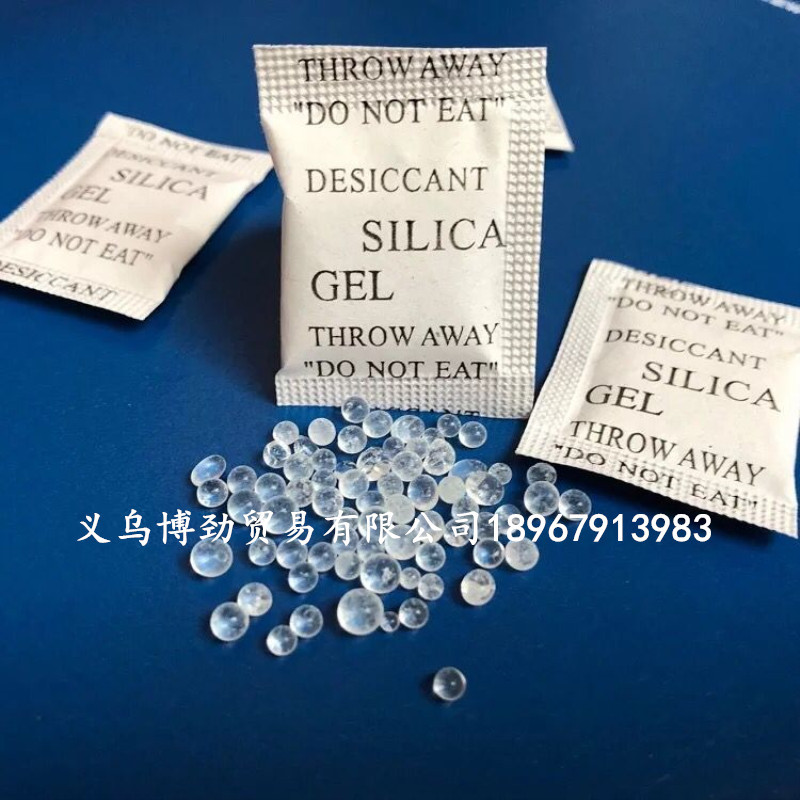 THROW AWAY
"DO NOT EAT"
DESICCANT
SILICA
GEL
THROW AWAY
"DO NOT EAT"
DO NOT EAT"
DESICCANT
SILICA
GEL
THROW AWAY
"DO NOT EAT"
DESICCANT
THROW AWAY
"DO NOT EAT"
DESICCANT
SILICA
GEL
THROW AWAY
"DO NOT EAT"
义乌博劲贸易有限公司18967913983